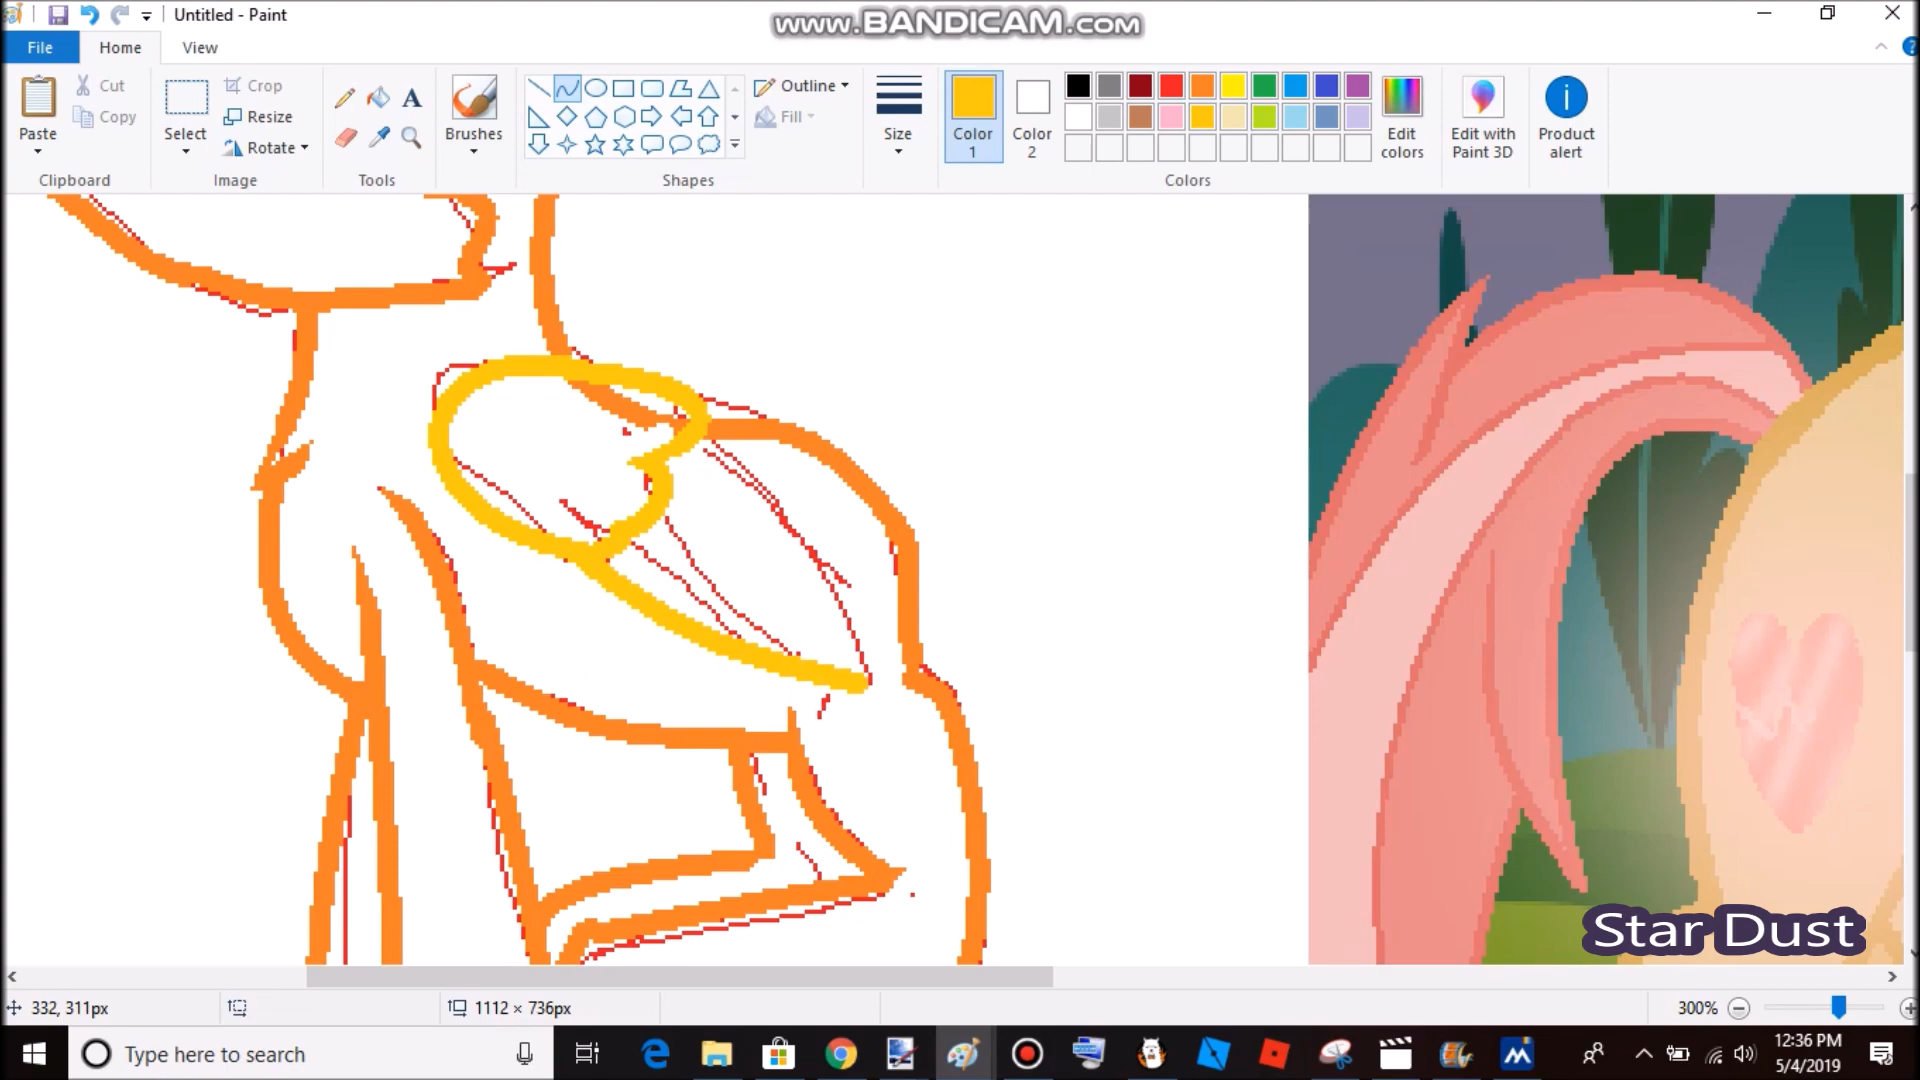 Untitled - Paint
www.BANDICAM.com
File Home View
Cut
Copy
Paste
Clipboard
Select
Crop
Resize
Rotate
Image
A
Tools
Brushes
Shapes
Outline
Fill
Size
Color 1
Color 2
Edit colors
Colors
Edit with Paint 3D
Product alert
Star Dust
332, 311px
1112 × 736px
300%
Type here to search
12:36 PM
5/4/2019